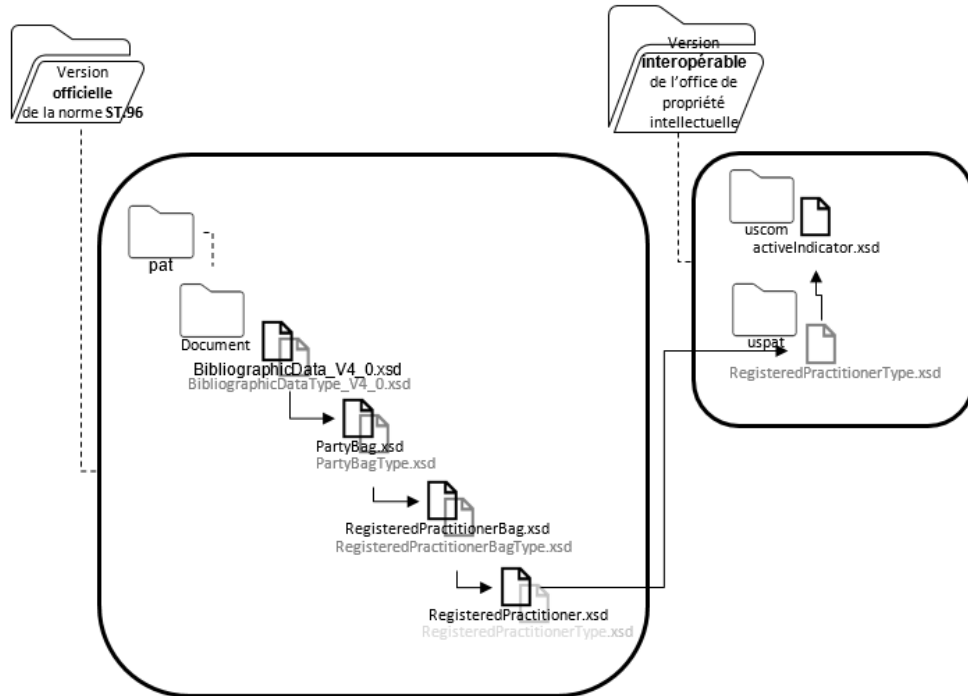 Version
officielle
de la norme ST.96
Version
interopérable
de l’office de
propriété
intellectuelle
pat
Document
BibliographicData_V4_0.xsd
BibliographicDataType_V4_0.xsd
PartyBag.xsd
PartyBagType.xsd
RegisteredPractitionerBag.xsd
RegisteredPractitionerBagType.xsd
RegisteredPractitioner.xsd
RegisteredPractitionerType.xsd
uscom
activeIndicator.xsd
uspat
RegisteredPractitionerType.xsd